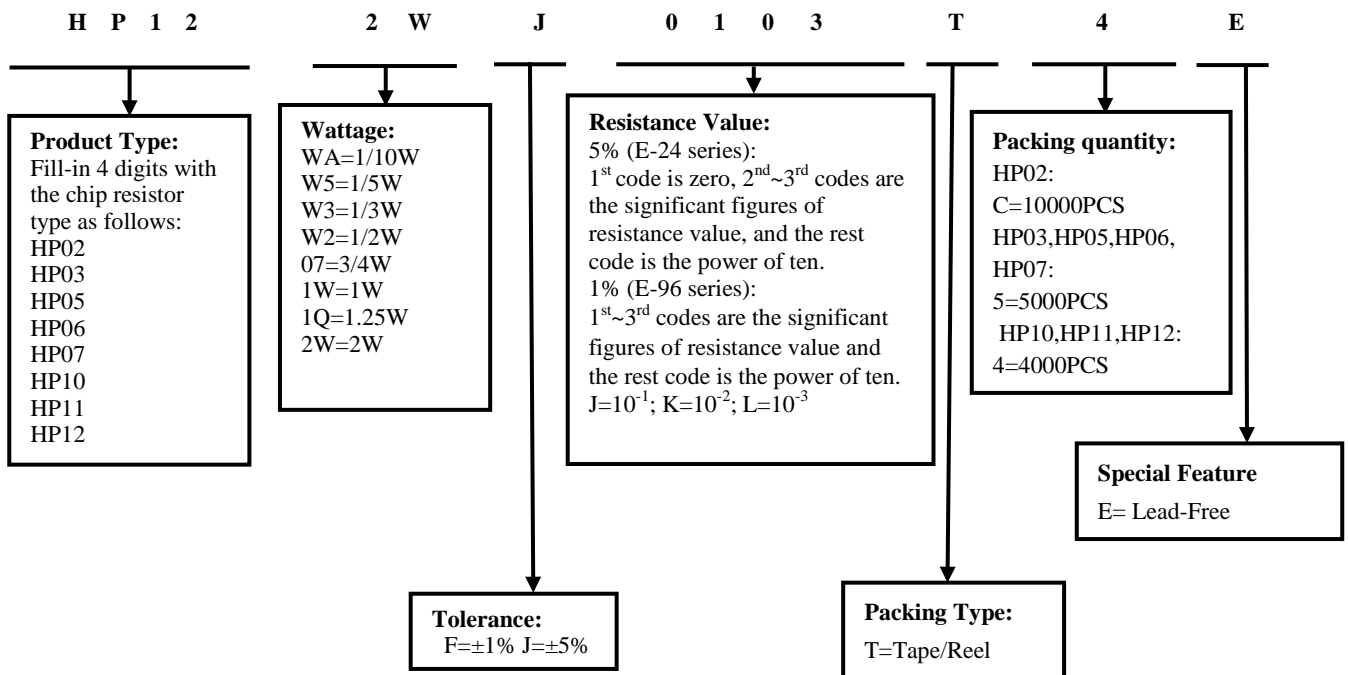 H P 1 2 2 W J 0 1 0 3 T 4 E
Product Type:
Fill-in 4 digits with
the chip resistor
type as follows:
HP02
HP03
HP05
HP06
HP07
HP10
HP11
HP12
Wattage:
WA=1/10W
W5=1/5W
W3=1/3W
W2=1/2W
07=3/4W
1W=1W
1Q=1.25W
2W=2W
Resistance Value:
5% (E-24 series):
1st code is zero, 2nd~3rd codes are
the significant figures of
resistance value, and the rest
code is the power of ten.
1% (E-96 series):
1st~3rd codes are the significant
figures of resistance value and
the rest code is the power of ten.
J=10-1; K=10-2; L=10-3
Packing quantity:
HP02:
C=10000PCS
HP03,HP05,HP06,
HP07:
5=5000PCS
HP10,HP11,HP12:
4=4000PCS
Special Feature
E= Lead-Free
Tolerance:
F=±1% J=±5%
Packing Type:
T=Tape/Reel